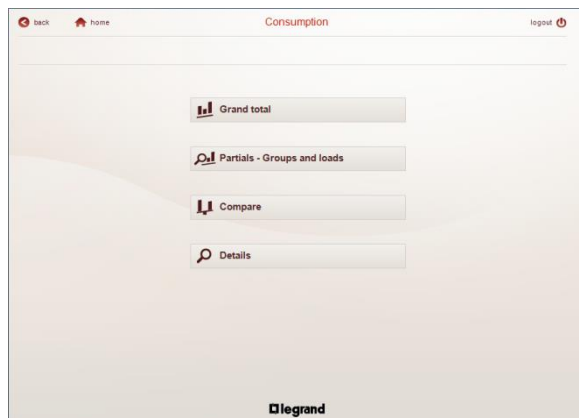 back home Consumption logout
Grand total
Partials - Groups and loads
Compare
Details
legrand